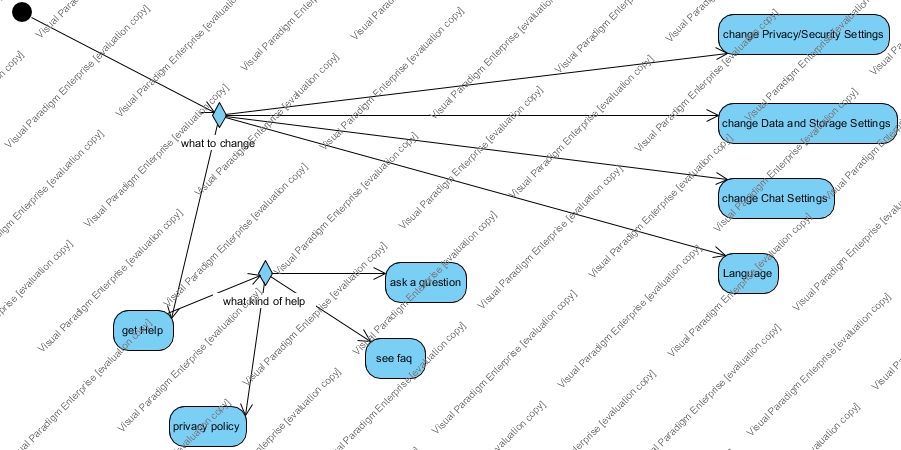 change Privacy/Security Settings
what to change
change Data and Storage Settings
change Chat Settings
Language
what kind of help
ask a question
get Help
see faq
privacy policy
Visual Paradigm Enterprise [evaluation copy]